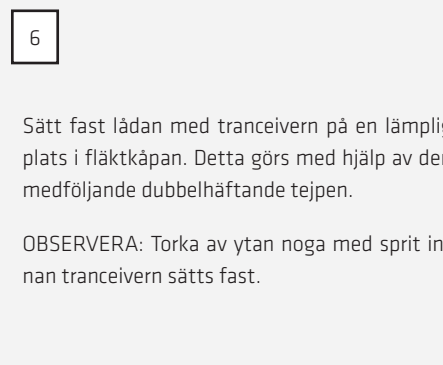 6
Sätt fast lådan med tranceivern på en lämplig
plats i fläktkåpan. Detta görs med hjälp av den
medföljande dubbelhäftande tejpen.
OBSERVERA: Torka av ytan noga med sprit in
nan tranceivern sätts fast.